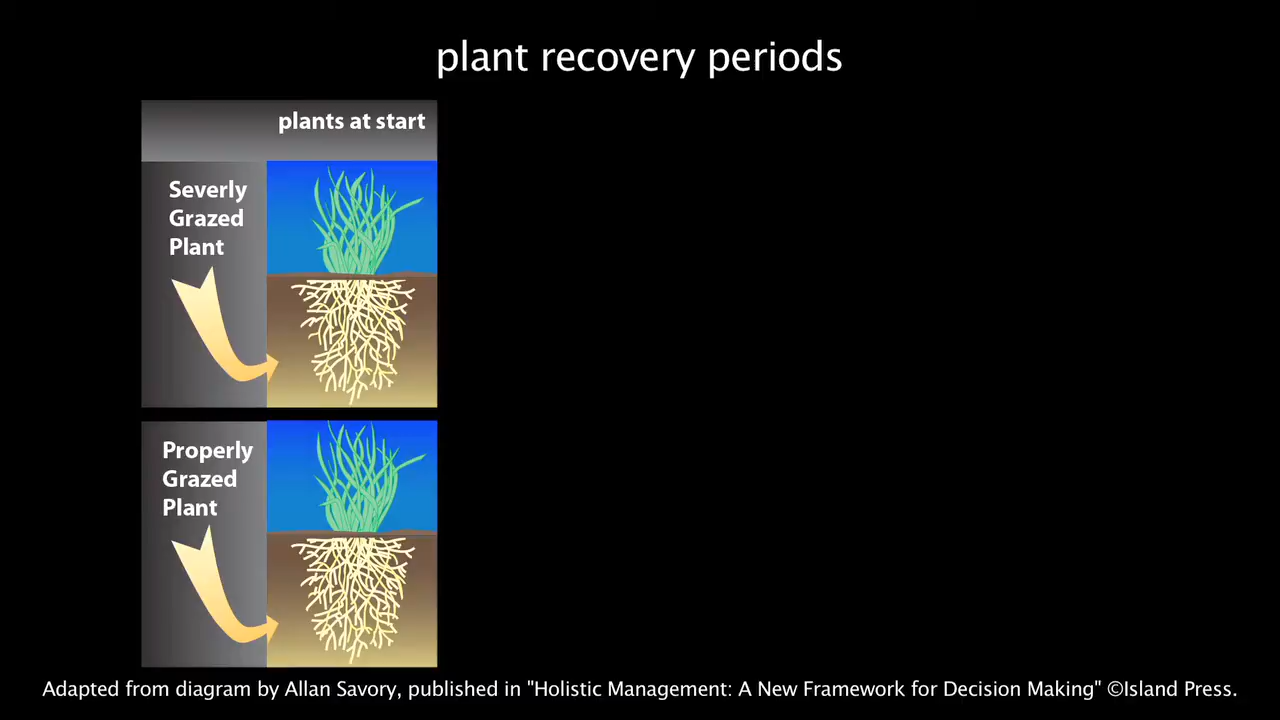 plant recovery periods
plants at start
Severly
Grazed
Plant
Properly
Grazed
Plant
Adapted from diagram by Allan Savory, published in "Holistic Management: A New Framework for Decision Making" ©Island Press.